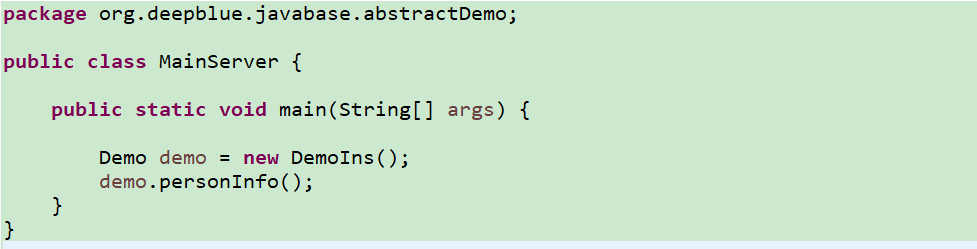 package org.deepblue.javabase.abstractDemo;
public class MainServer {
public static void main(String[] args) {
Demo demo = new DemoIns();
demo.personInfo();
}
}